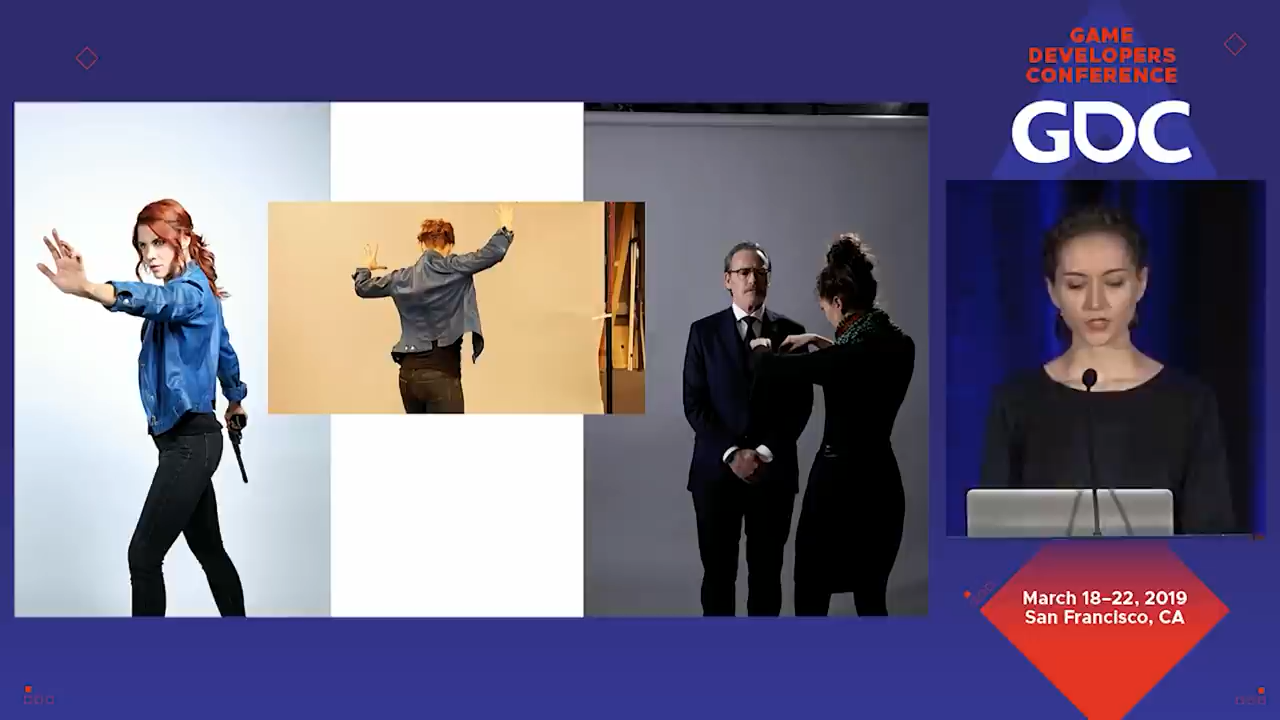 GAME
DEVELOPERS
CONFERENCE
GDC
March 18–22, 2019
San Francisco, CA